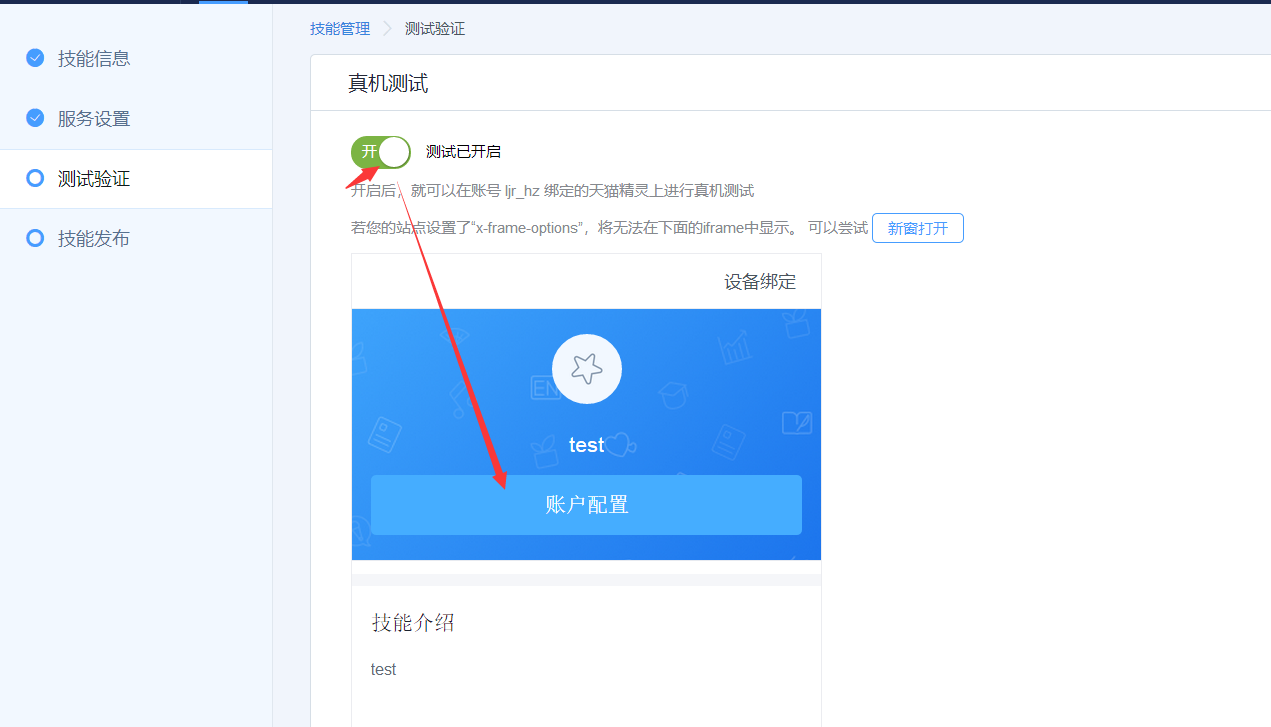 技能管理 测试验证
技能信息
服务设置
测试验证
技能发布
真机测试
开 测试已开启
开启后，就可以在账号 ljr_hz 绑定的天猫精灵上进行真机测试
若您的站点设置了“x-frame-options”，将无法在下面的iframe中显示。 可以尝试 新窗打开
设备绑定
EN
test
账户配置
技能介绍
test